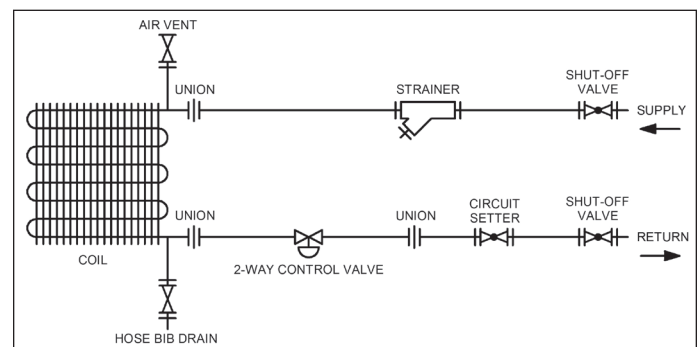 AIR VENT
UNION
STRAINER
SHUT-OFF
VALVE
SUPPLY
UNION
UNION
CIRCUIT
SETTER
SHUT-OFF
VALVE
RETURN
COIL
2-WAY CONTROL VALVE
HOSE BIB DRAIN